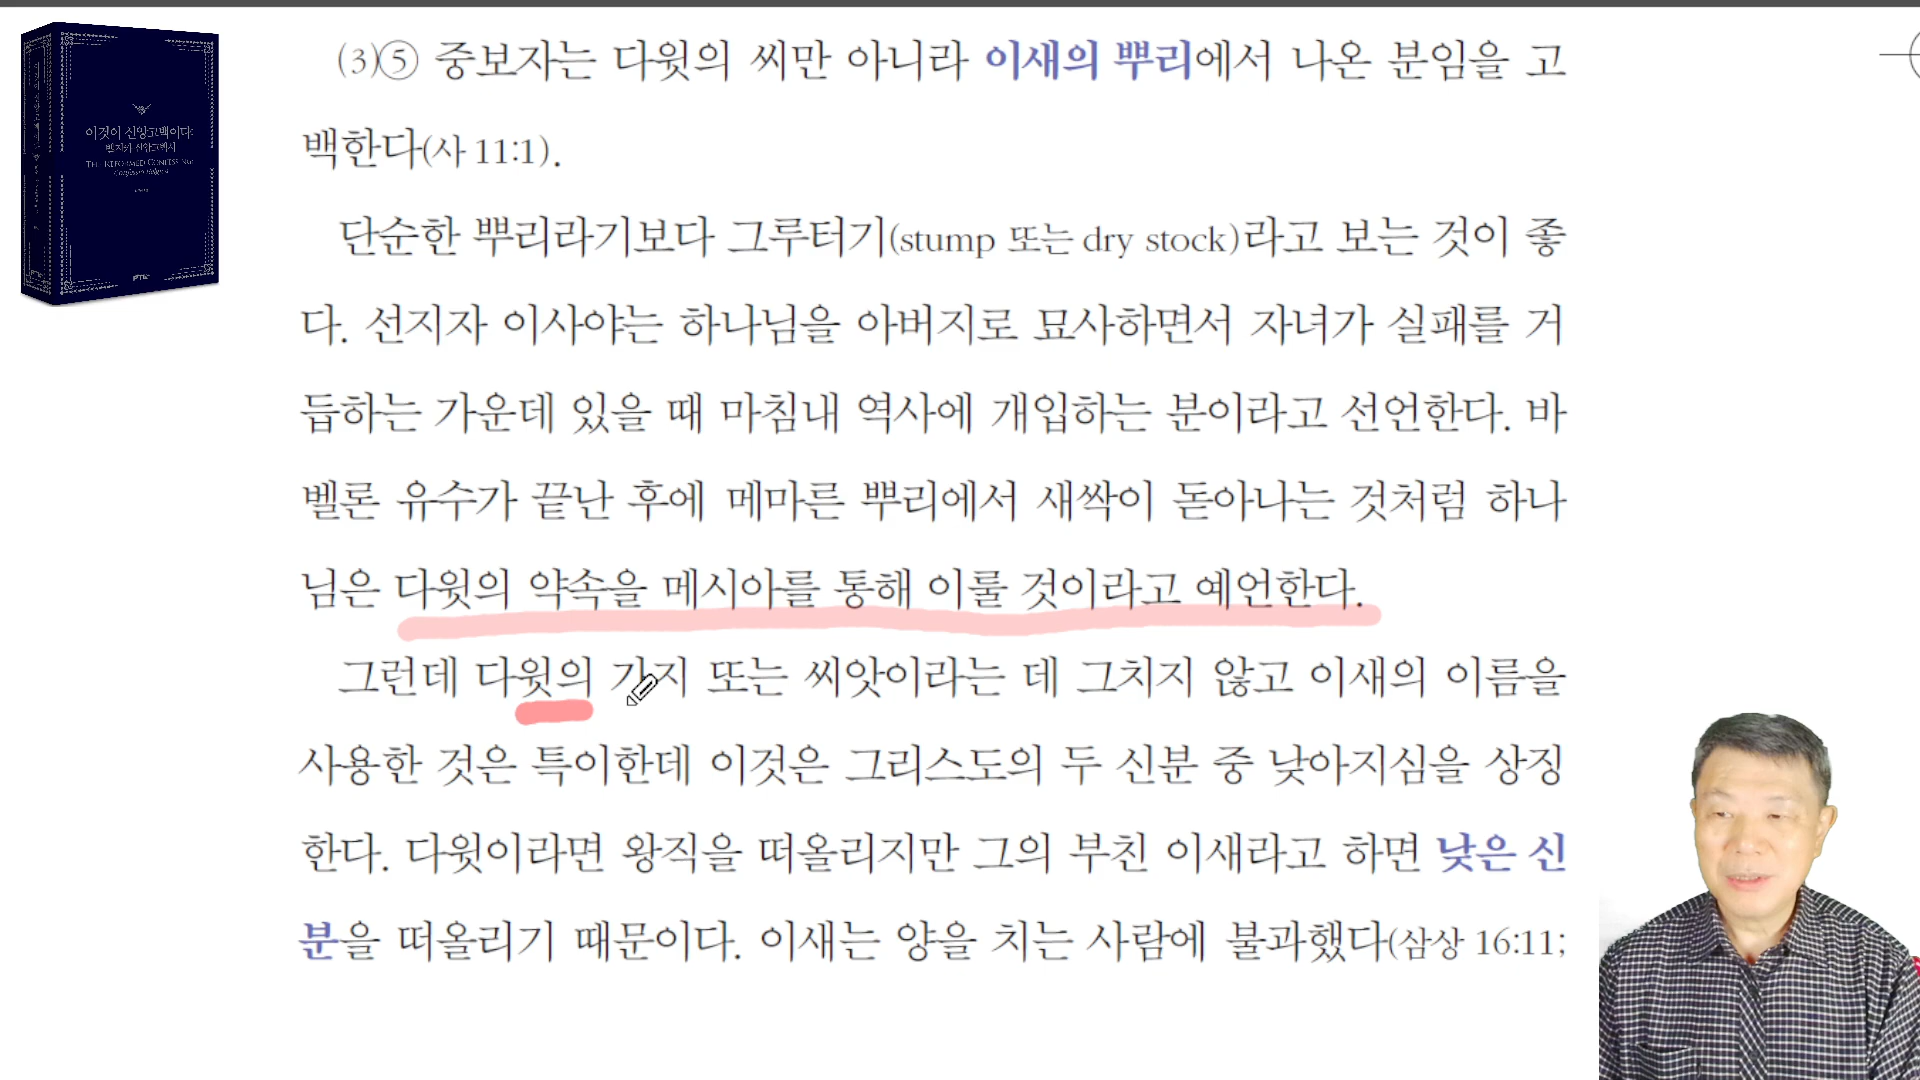 이것이 신앙고백이다:
벨지카 신앙고백서
THE REFORMED CONFESSING:
(3)⑤ 중보자는 다윗의 씨만 아니라 이새의 뿌리에서 나온 분임을 고
백한다(사 11:1).
단순한 뿌리라기보다 그루터기(stump 또는 dry stock)라고 보는 것이 좋
다. 선지자 이사야는 하나님을 아버지로 묘사하면서 자녀가 실패를 거
듭하는 가운데 있을 때 마침내 역사에 개입하는 분이라고 선언한다. 바
벨론 유수가 끝난 후에 메마른 뿌리에서 새싹이 돋아나는 것처럼 하나
님은 다윗의 약속을 메시아를 통해 이룰 것이라고 예언한다.
그런데 다윗의 가지 또는 씨앗이라는 데 그치지 않고 이새의 이름을
사용한 것은 특이한데 이것은 그리스도의 두 신분 중 낮아지심을 상징
한다. 다윗이라면 왕직을 떠올리지만 그의 부친 이새라고 하면 낮은 신
분을 떠올리기 때문이다. 이새는 양을 치는 사람에 불과했다(삼상 16:11;